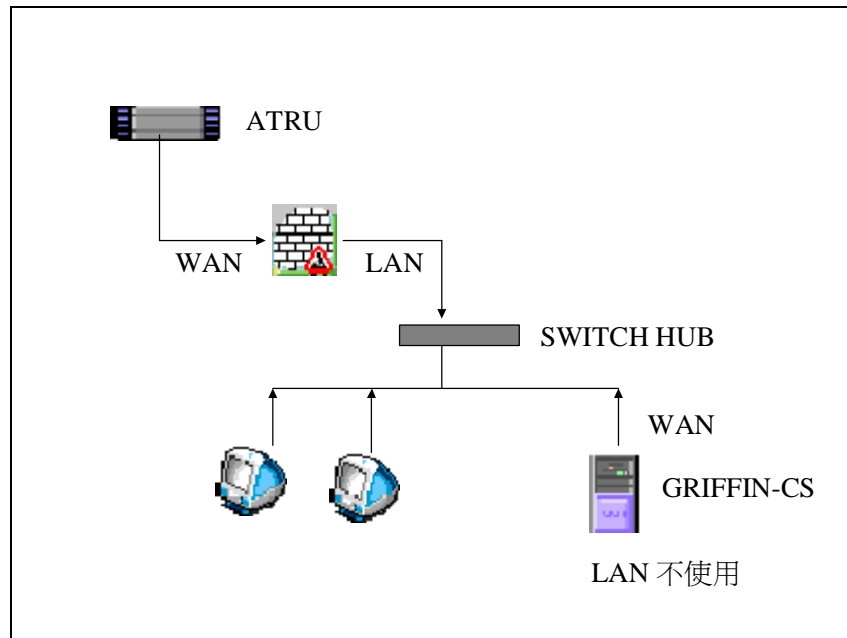 ATRU
WAN
LAN
SWITCH HUB
WAN
GRIFFIN-CS
LAN 不使用